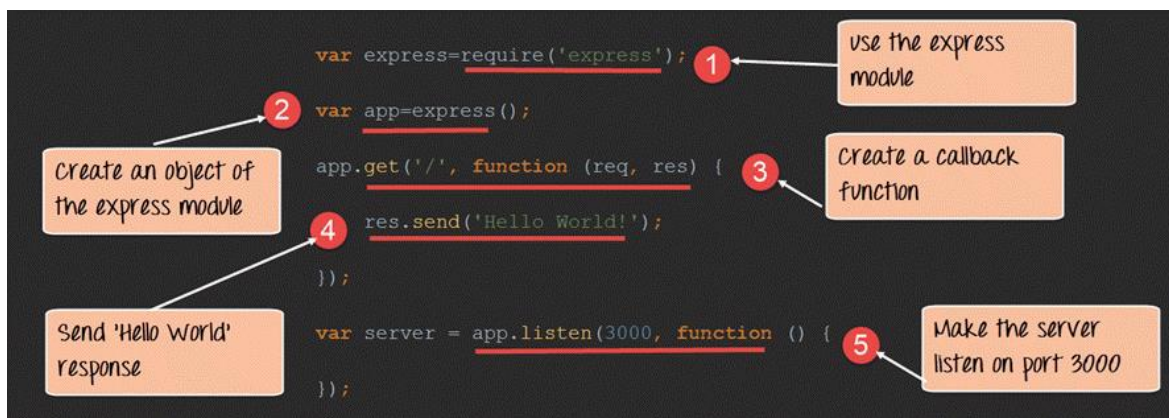 var express=require('express');
1
use the express
module
2
var app=express();
Create an object of
the express module
app.get('/', function (req, res) {
3
Create a callback
function
4
res.send('Hello World!');
});
Send 'Hello World'
response
var server = app.listen(3000, function () {
5
Make the server
listen on port 3000
});